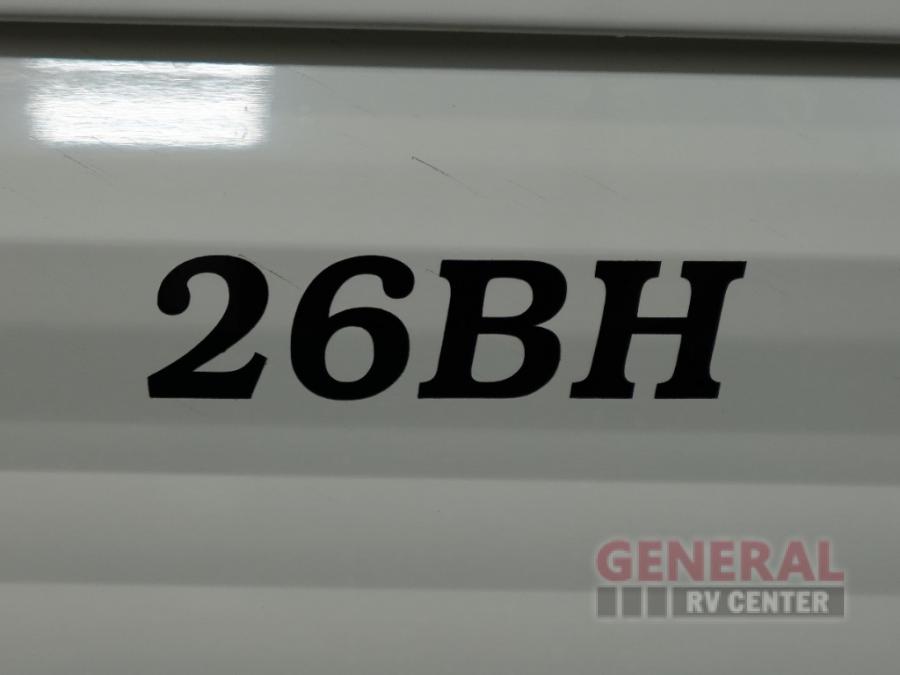 26BH
GENERAL
RV CENTER